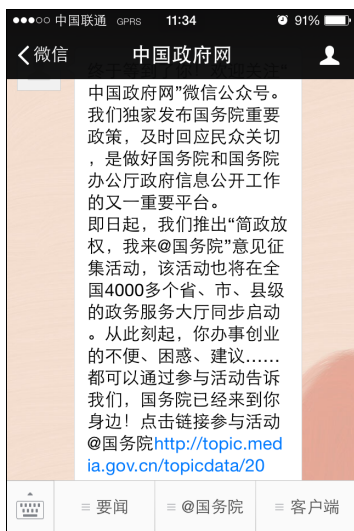 中国联通 GPRS 11:34 91%
微信 中国政府网
中国政府网”微信公众号。
我们独家发布国务院重要
政策，及时回应民众关切
，是做好国务院和国务院
办公厅政府信息公开工作
的又一重要平台。
即日起，我们推出“简政放
权，我来@国务院”意见征
集活动，该活动也将在全
国4000多个省、市、县级
的政务服务大厅同步启动
。从此刻起，你办事创业
的不便、困惑、建议……
都可以通过参与活动告诉
我们，国务院已经来到你
身边！点击链接参与活动
@国务院http://topic.med
ia.gov.cn/topicdata/20
要闻 @国务院 客户端